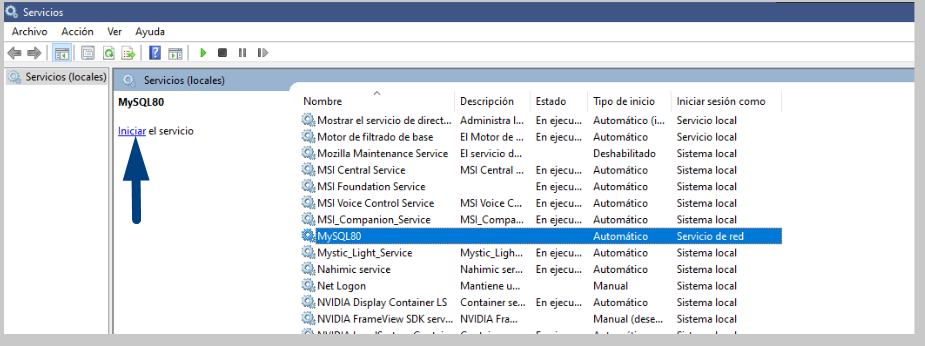 Servicios
Archivo Acción Ver Ayuda
Servicios (locales)
Servicios (locales)
MySQL80
Iniciar el servicio
Nombre Descripción Estado Tipo de inicio Iniciar sesión como
Mostrar el servicio de direct... Administra l... En ejecu... Automático (i... Servicio local
Motor de filtrado de base El Motor de ... En ejecu... Automático Servicio local
Mozilla Maintenance Service El servicio d... Deshabilitado Sistema local
MSI Central Service MSI Central ... En ejecu... Automático Sistema local
MSI Foundation Service En ejecu... Automático Sistema local
MSI Voice Control Service MSI Voice C... En ejecu... Automático Sistema local
MSI_Companion_Service MSI_Compa... En ejecu... Automático Sistema local
MySQL80 Automático Servicio de red
Mystic_Light_Service Mystic_Ligh... En ejecu... Automático Sistema local
Nahimic service Nahimic ser... En ejecu... Automático Sistema local
Net Logon Mantiene u... Manual Sistema local
NVIDIA Display Container LS Container se... En ejecu... Automático Sistema local
NVIDIA FrameView SDK serv... NVIDIA Fra... Manual (dese... Sistema local